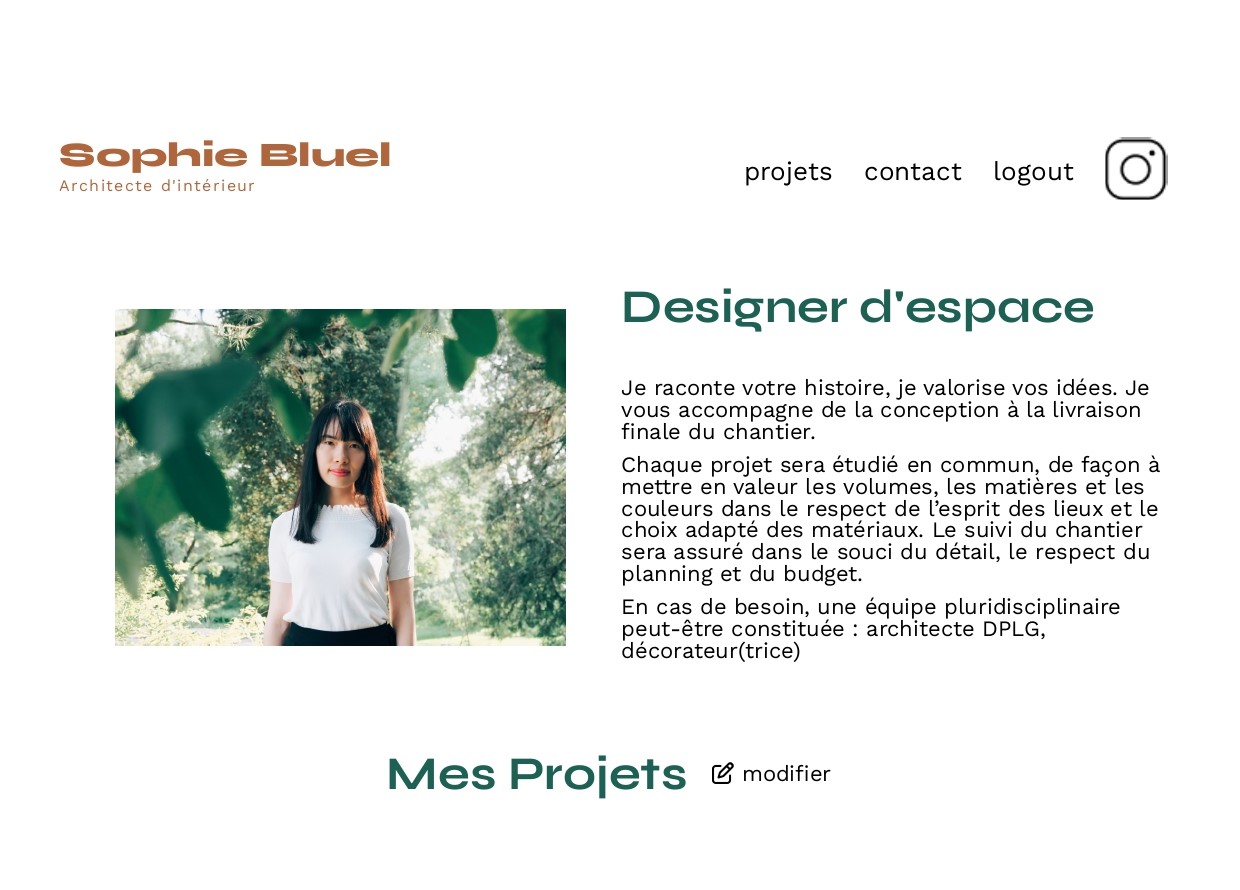 Sophie Bluel
Architecte d'intérieur
projets contact logout
Designer d'espace
Je raconte votre histoire, je valorise vos idées. Je
vous accompagne de la conception à la livraison
finale du chantier.
Chaque projet sera étudié en commun, de façon à
mettre en valeur les volumes, les matières et les
couleurs dans le respect de l’esprit des lieux et le
choix adapté des matériaux. Le suivi du chantier
sera assuré dans le souci du détail, le respect du
planning et du budget.
En cas de besoin, une équipe pluridisciplinaire
peut-être constituée : architecte DPLG,
décorateur(trice)
Mes Projets modifier